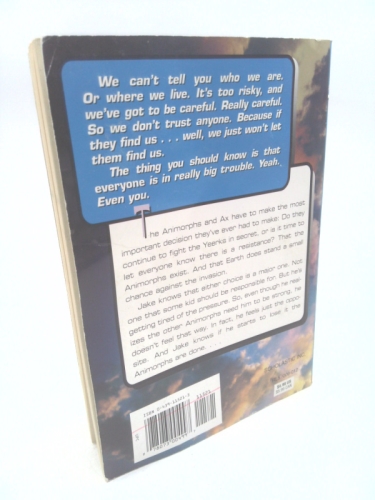 We can't tell you who we are.
Or where we live. It's too risky, and
we've got to be careful. Really careful.
So we don't trust anyone. Because if
they find us . . . well, we just won't let
them find us.
The thing you should know is that
everyone is in really big trouble. Yeah.
Even you.
The Animorphs and Ax have to make the most
important decision they've ever had to make: Do they
continue to fight the Yeerks in secret, or is it time to
let everyone know there is a resistance? That the
Animorphs exist. And that Earth does stand a small
chance against the invasion.
Jake knows that either choice is a major one. Not
one that some kid should be responsible for. But he's
getting tired of the pressure. So, even though he real-
izes the other Animorphs need him to be strong, he
doesn't feel that way. In fact, he feels just the oppo-
site. And Jake knows if he starts to lose it, the
Animorphs are done. . . .